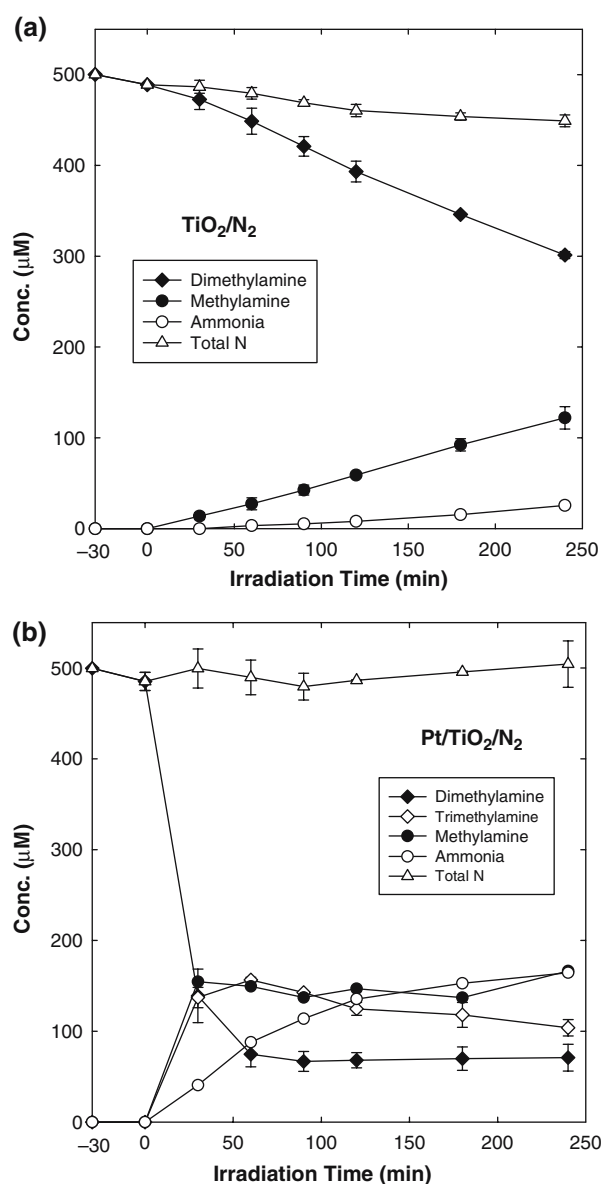 (a)
500
400
300
200
100
0
Conc. (µM)
TiO₂/N₂
Dimethylamine
Methylamine
Ammonia
Total N
−30 0 50 100 150 200 250
Irradiation Time (min)
(b)
500
400
300
200
100
0
Conc. (µM)
Pt/TiO₂/N₂
Dimethylamine
Trimethylamine
Methylamine
Ammonia
Total N
−30 0 50 100 150 200 250
Irradiation Time (min)